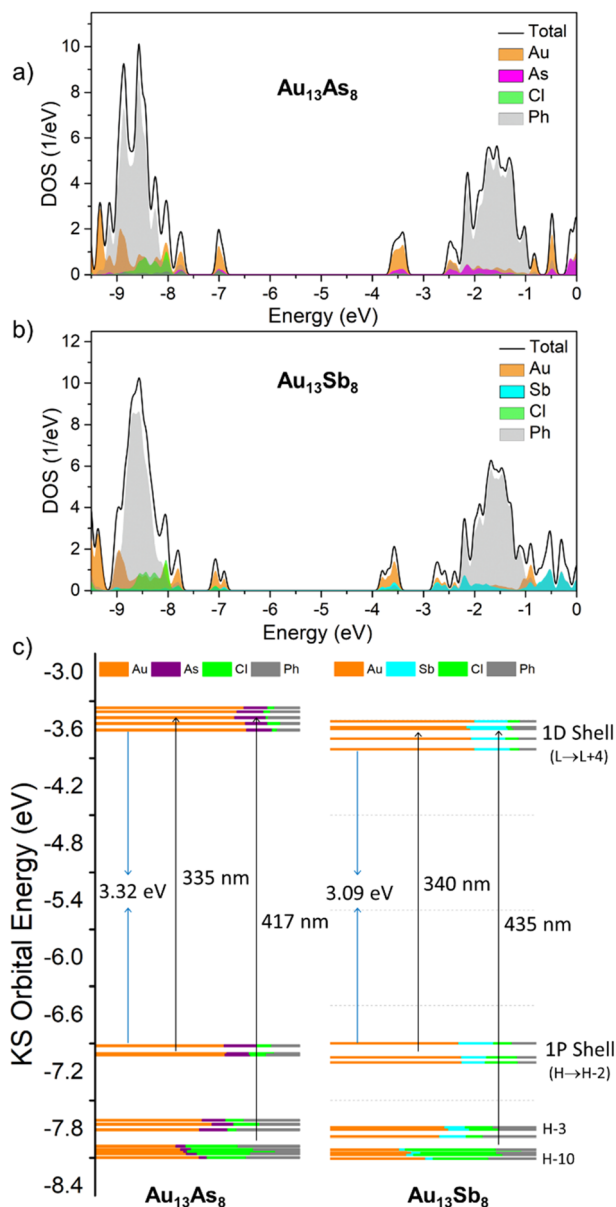 a)
Au₁₃As₈
Total
Au
As
Cl
Ph
DOS (1/eV)
10
8
6
4
2
0
-9 -8 -7 -6 -5 -4 -3 -2 -1 0
Energy (eV)
b)
Au₁₃Sb₈
Total
Au
Sb
Cl
Ph
DOS (1/eV)
12
10
8
6
4
2
0
-9 -8 -7 -6 -5 -4 -3 -2 -1 0
Energy (eV)
c)
Au As Cl Ph
Au Sb Cl Ph
KS Orbital Energy (eV)
-3.0
-3.6
-4.2
-4.8
-5.4
-6.0
-6.6
-7.2
-7.8
-8.4
3.32 eV
335 nm
417 nm
3.09 eV
340 nm
435 nm
1D Shell
(L→L+4)
1P Shell
(H→H-2)
H-3
H-10
Au₁₃As₈
Au₁₃Sb₈